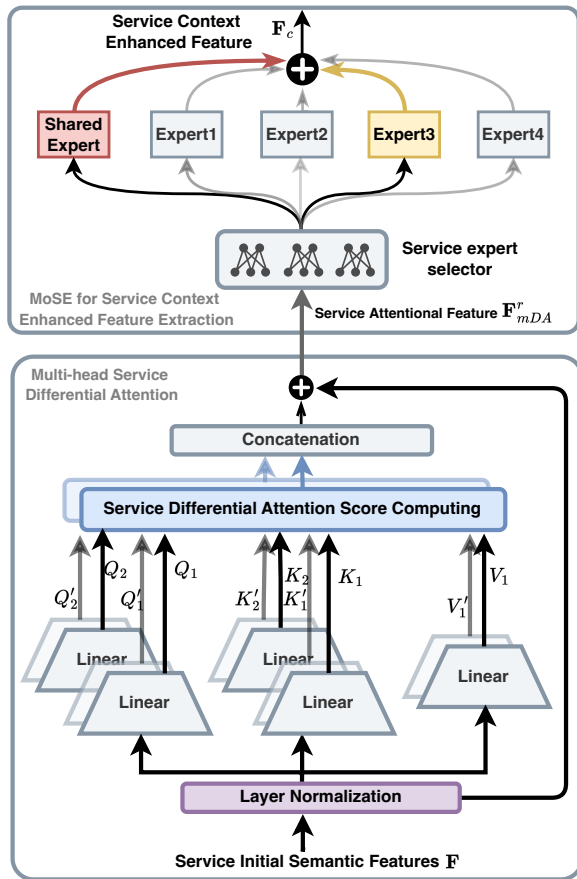 Service Context
Enhanced Feature
F_c
Shared
Expert
Expert1
Expert2
Expert3
Expert4
Service expert
selector
MoSE for Service Context
Enhanced Feature Extraction
Service Attentional Feature F^r_{mDA}
Multi-head Service
Differential Attention
Concatenation
Service Differential Attention Score Computing
Q_2 Q_1 K_2 K_1 V_1
Q'_2 Q'_1 K'_2 K'_1 V'_1
Linear Linear Linear
Linear Linear
Layer Normalization
Service Initial Semantic Features F